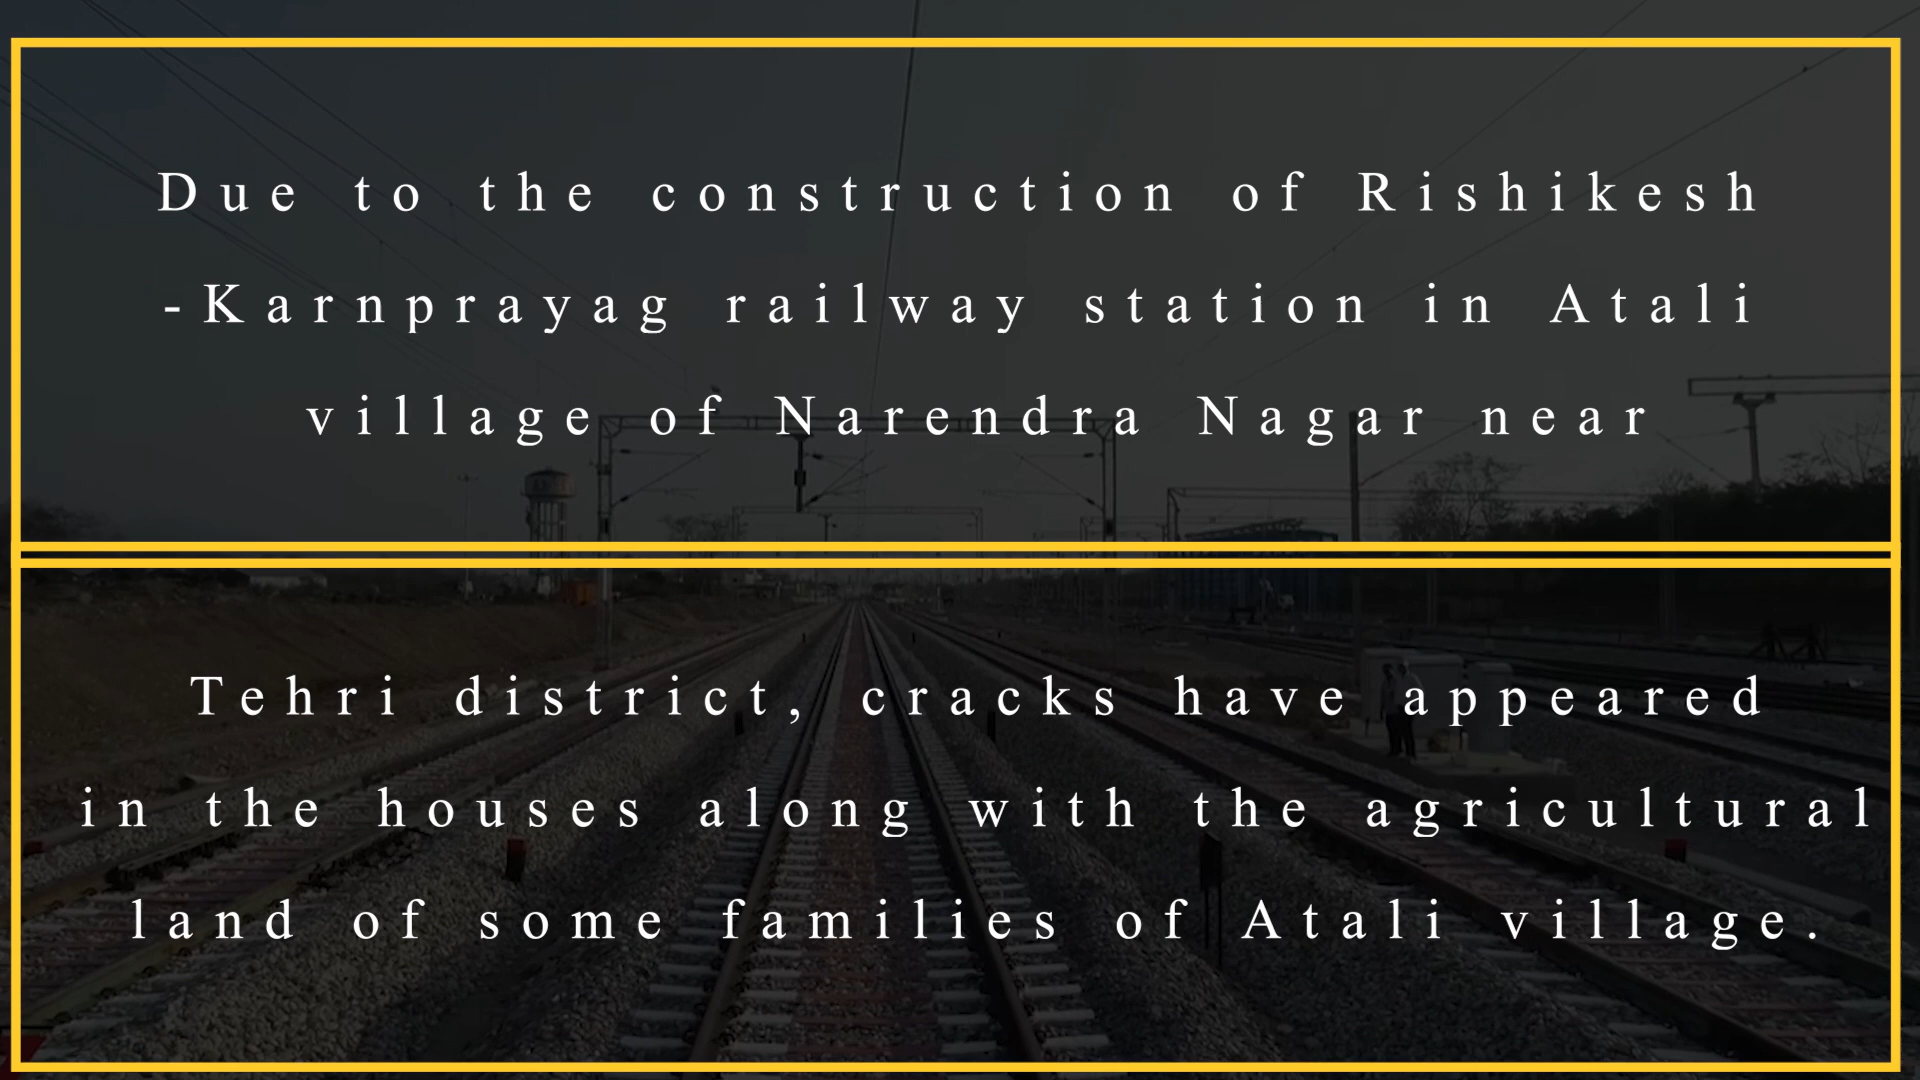 Due to the construction of Rishikesh
-Karnprayag railway station in Atali
village of Narendra Nagar near
Tehri district, cracks have appeared
in the houses along with the agricultural
land of some families of Atali village.